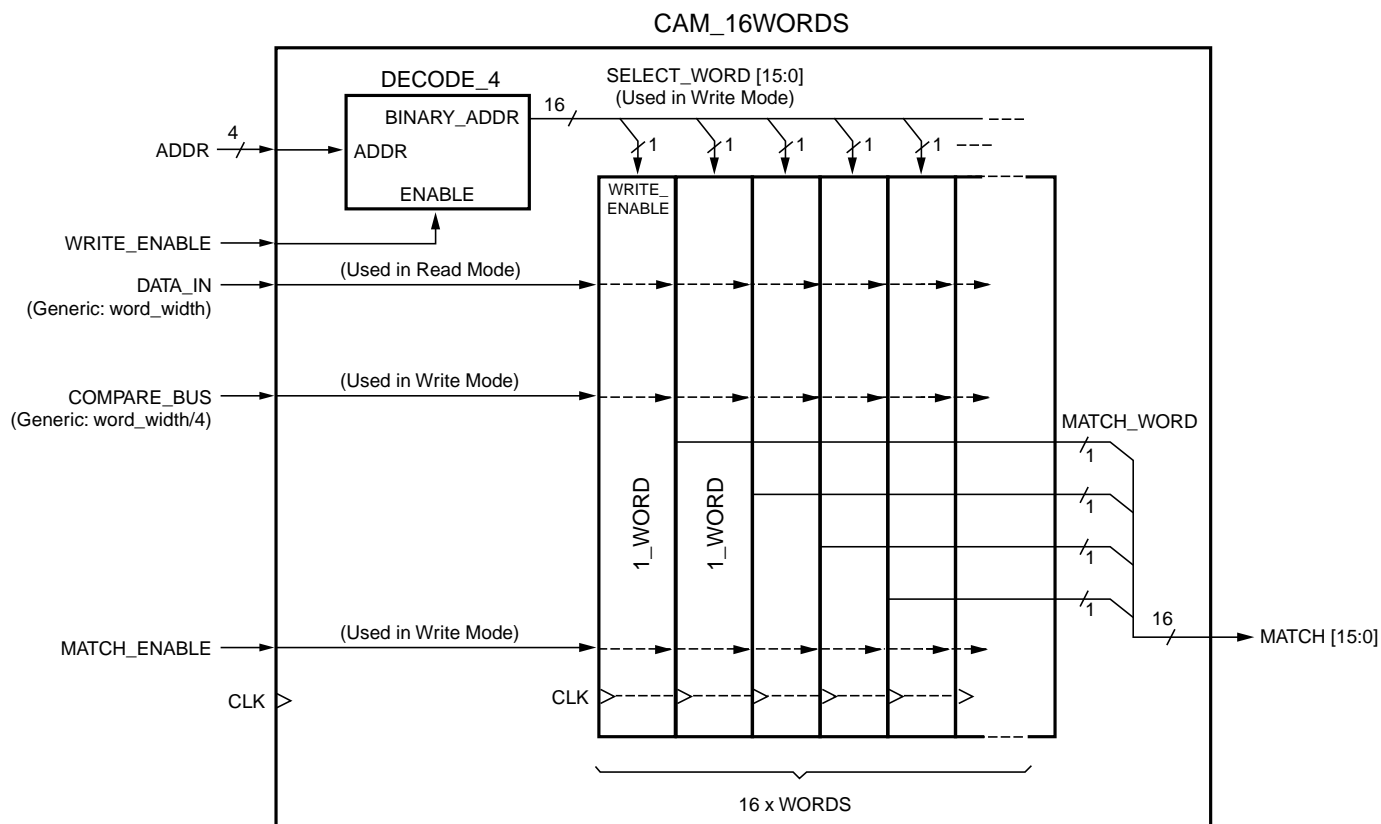 CAM_16WORDS
DECODE_4
BINARY_ADDR
ADDR
ENABLE
16
SELECT_WORD [15:0]
(Used in Write Mode)
1
1
1
1
1
ADDR
4
WRITE_
ENABLE
WRITE_ENABLE
(Used in Read Mode)
DATA_IN
(Generic: word_width)
(Used in Write Mode)
COMPARE_BUS
(Generic: word_width/4)
MATCH_WORD
1
1
1
1
1_WORD
1_WORD
16
MATCH [15:0]
(Used in Write Mode)
MATCH_ENABLE
CLK
CLK
16 x WORDS